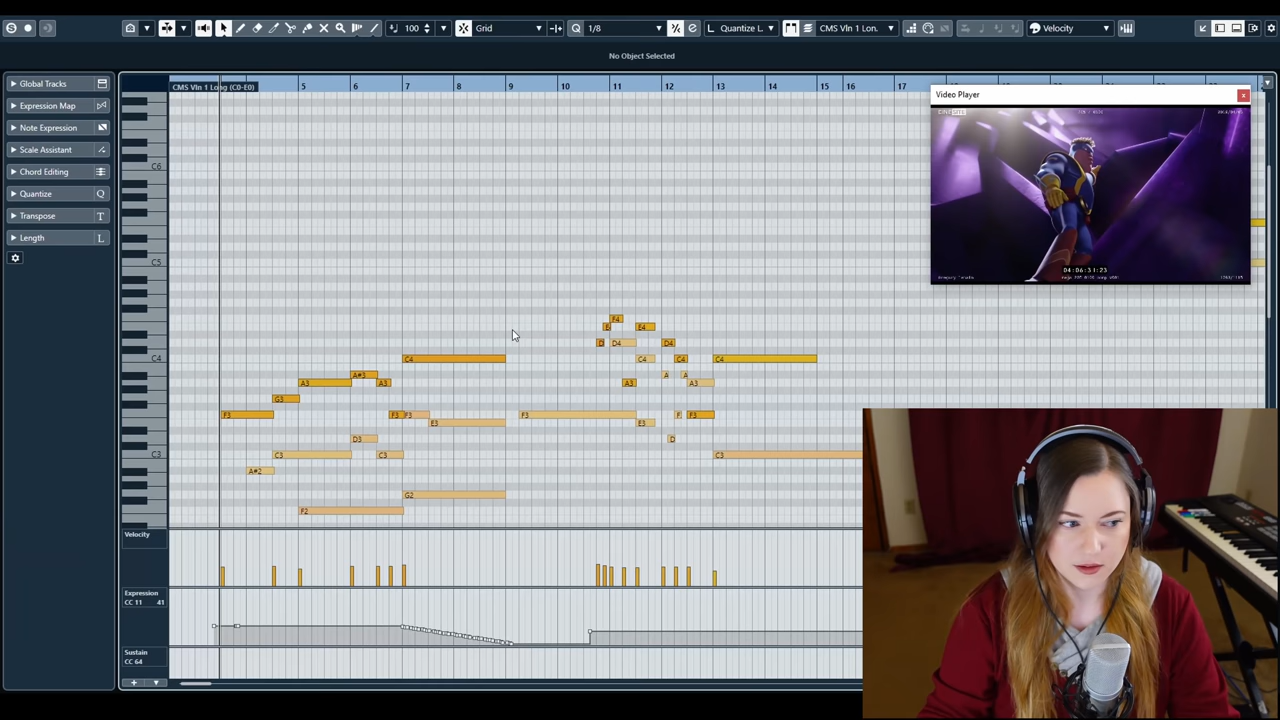 100
Grid
Q
1/8
Quantize L.
CMS Vln 1 Lon.
Velocity
No Object Selected
Global Tracks
Expression Map
Note Expression
Scale Assistant
Chord Editing
Quantize Q
Transpose T
Length L
CMS Vln 1 Long (C0-E0)
5 6 7 8 9 10 11 12 13 14 15 16 17
Video Player
C6
C5
F4
E
E4
D
D4
D4
C4
C4
C4
C4
C4
A#3
A
A
A3
A3
A3
A3
G3
F3
F3
F3
F3
F
F3
E3
E3
D3
D
C3
C3
C3
A#2
G2
F2
04:06:31:23
Velocity
Expression
CC 11 41
Sustain
CC 64